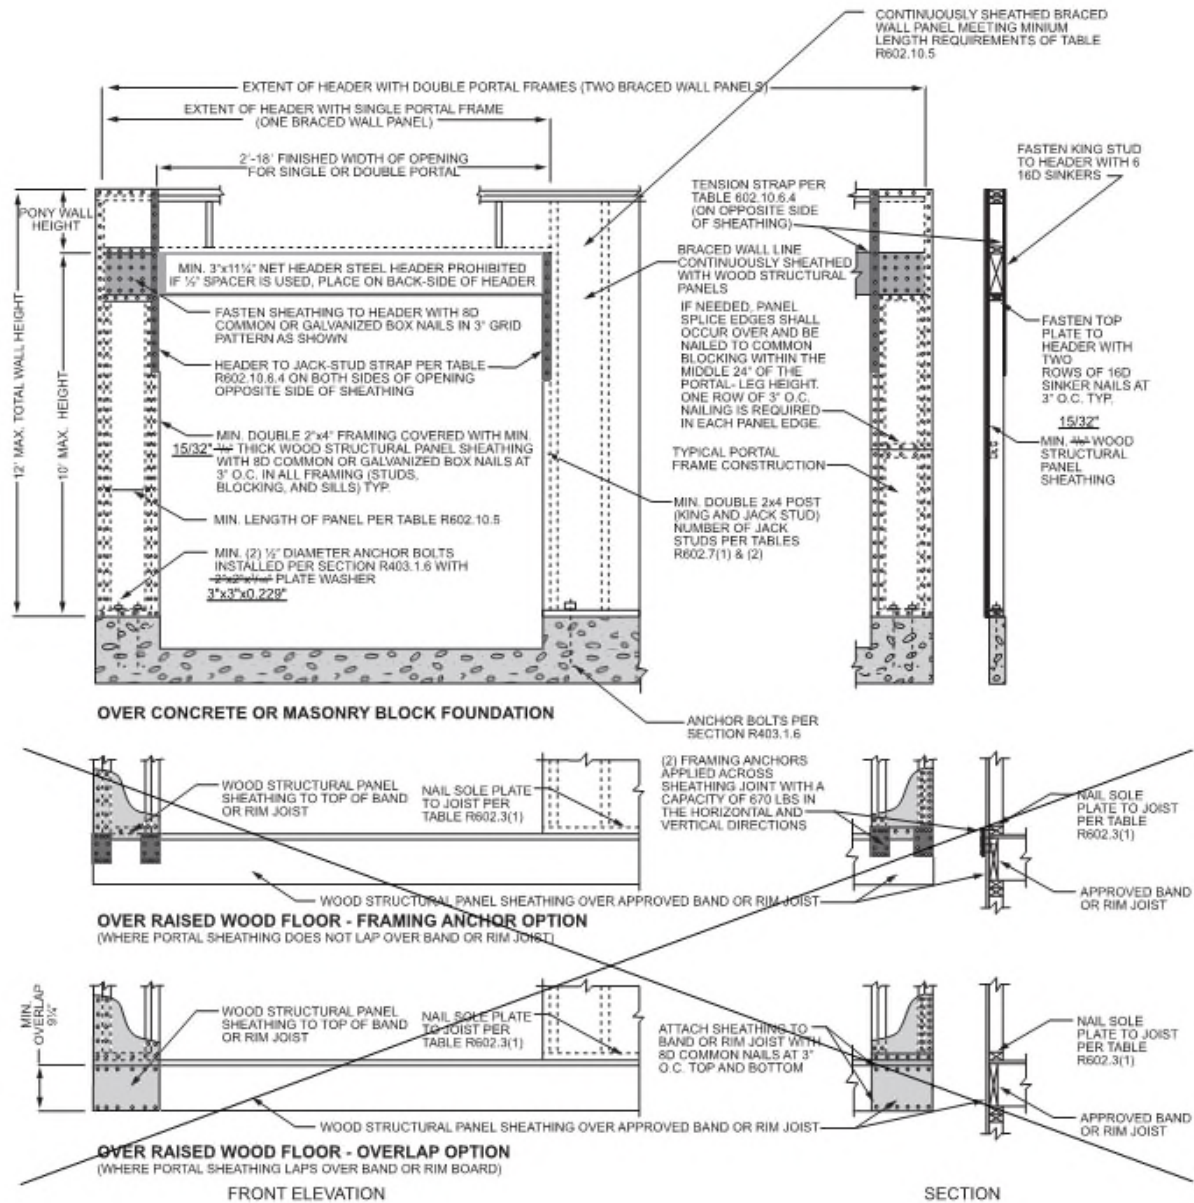 CONTINUOUSLY SHEATHED BRACED
WALL PANEL MEETING MINIUM
LENGTH REQUIREMENTS OF TABLE
R602.10.5
EXTENT OF HEADER WITH DOUBLE PORTAL FRAMES (TWO BRACED WALL PANELS)
EXTENT OF HEADER WITH SINGLE PORTAL FRAME
(ONE BRACED WALL PANEL)
2'-18' FINISHED WIDTH OF OPENING
FOR SINGLE OR DOUBLE PORTAL
FASTEN KING STUD
TO HEADER WITH 6
16D SINKERS
PONY WALL
HEIGHT
TENSION STRAP PER
TABLE 602.10.6.4
(ON OPPOSITE SIDE
OF SHEATHING)
MIN. 3"x11¼" NET HEADER STEEL HEADER PROHIBITED
IF ½" SPACER IS USED, PLACE ON BACK-SIDE OF HEADER
BRACED WALL LINE
CONTINUOUSLY SHEATHED
WITH WOOD STRUCTURAL
PANELS
FASTEN SHEATHING TO HEADER WITH 8D
COMMON OR GALVANIZED BOX NAILS IN 3" GRID
PATTERN AS SHOWN
IF NEEDED, PANEL
SPLICE EDGES SHALL
OCCUR OVER AND BE
NAILED TO COMMON
BLOCKING WITHIN THE
MIDDLE 24" OF THE
PORTAL- LEG HEIGHT.
ONE ROW OF 3" O.C.
NAILING IS REQUIRED
IN EACH PANEL EDGE.
FASTEN TOP
PLATE TO
HEADER WITH
TWO
ROWS OF 16D
SINKER NAILS AT
3" O.C. TYP.
HEADER TO JACK-STUD STRAP PER TABLE
R602.10.6.4 ON BOTH SIDES OF OPENING
OPPOSITE SIDE OF SHEATHING
12' MAX. TOTAL WALL HEIGHT
10' MAX. HEIGHT
MIN. DOUBLE 2"x4" FRAMING COVERED WITH MIN.
15/32" THICK WOOD STRUCTURAL PANEL SHEATHING
WITH 8D COMMON OR GALVANIZED BOX NAILS AT
3" O.C. IN ALL FRAMING (STUDS,
BLOCKING, AND SILLS) TYP.
15/32"
MIN. WOOD
STRUCTURAL
PANEL
SHEATHING
TYPICAL PORTAL
FRAME CONSTRUCTION
MIN. LENGTH OF PANEL PER TABLE R602.10.5
MIN. DOUBLE 2x4 POST
(KING AND JACK STUD)
NUMBER OF JACK
STUDS PER TABLES
R602.7(1) & (2)
MIN. (2) ½" DIAMETER ANCHOR BOLTS
INSTALLED PER SECTION R403.1.6 WITH
PLATE WASHER
3"x3"x0.229"
OVER CONCRETE OR MASONRY BLOCK FOUNDATION
ANCHOR BOLTS PER
SECTION R403.1.6
WOOD STRUCTURAL PANEL
SHEATHING TO TOP OF BAND
OR RIM JOIST
NAIL SOLE PLATE
TO JOIST PER
TABLE R602.3(1)
(2) FRAMING ANCHORS
APPLIED ACROSS
SHEATHING JOINT WITH A
CAPACITY OF 670 LBS IN
THE HORIZONTAL AND
VERTICAL DIRECTIONS
NAIL SOLE
PLATE TO JOIST
PER TABLE
R602.3(1)
WOOD STRUCTURAL PANEL SHEATHING OVER APPROVED BAND OR RIM JOIST
APPROVED BAND
OR RIM JOIST
OVER RAISED WOOD FLOOR - FRAMING ANCHOR OPTION
(WHERE PORTAL SHEATHING DOES NOT LAP OVER BAND OR RIM JOIST)
MIN.
OVERLAP
9¼"
WOOD STRUCTURAL PANEL
SHEATHING TO TOP OF BAND
OR RIM JOIST
NAIL SOLE PLATE
TO JOIST PER
TABLE R602.3(1)
ATTACH SHEATHING TO
BAND OR RIM JOIST WITH
8D COMMON NAILS AT 3"
O.C. TOP AND BOTTOM
NAIL SOLE
PLATE TO JOIST
PER TABLE
R602.3(1)
WOOD STRUCTURAL PANEL SHEATHING OVER APPROVED BAND OR RIM JOIST
APPROVED BAND
OR RIM JOIST
OVER RAISED WOOD FLOOR - OVERLAP OPTION
(WHERE PORTAL SHEATHING LAPS OVER BAND OR RIM BOARD)
FRONT ELEVATION
SECTION